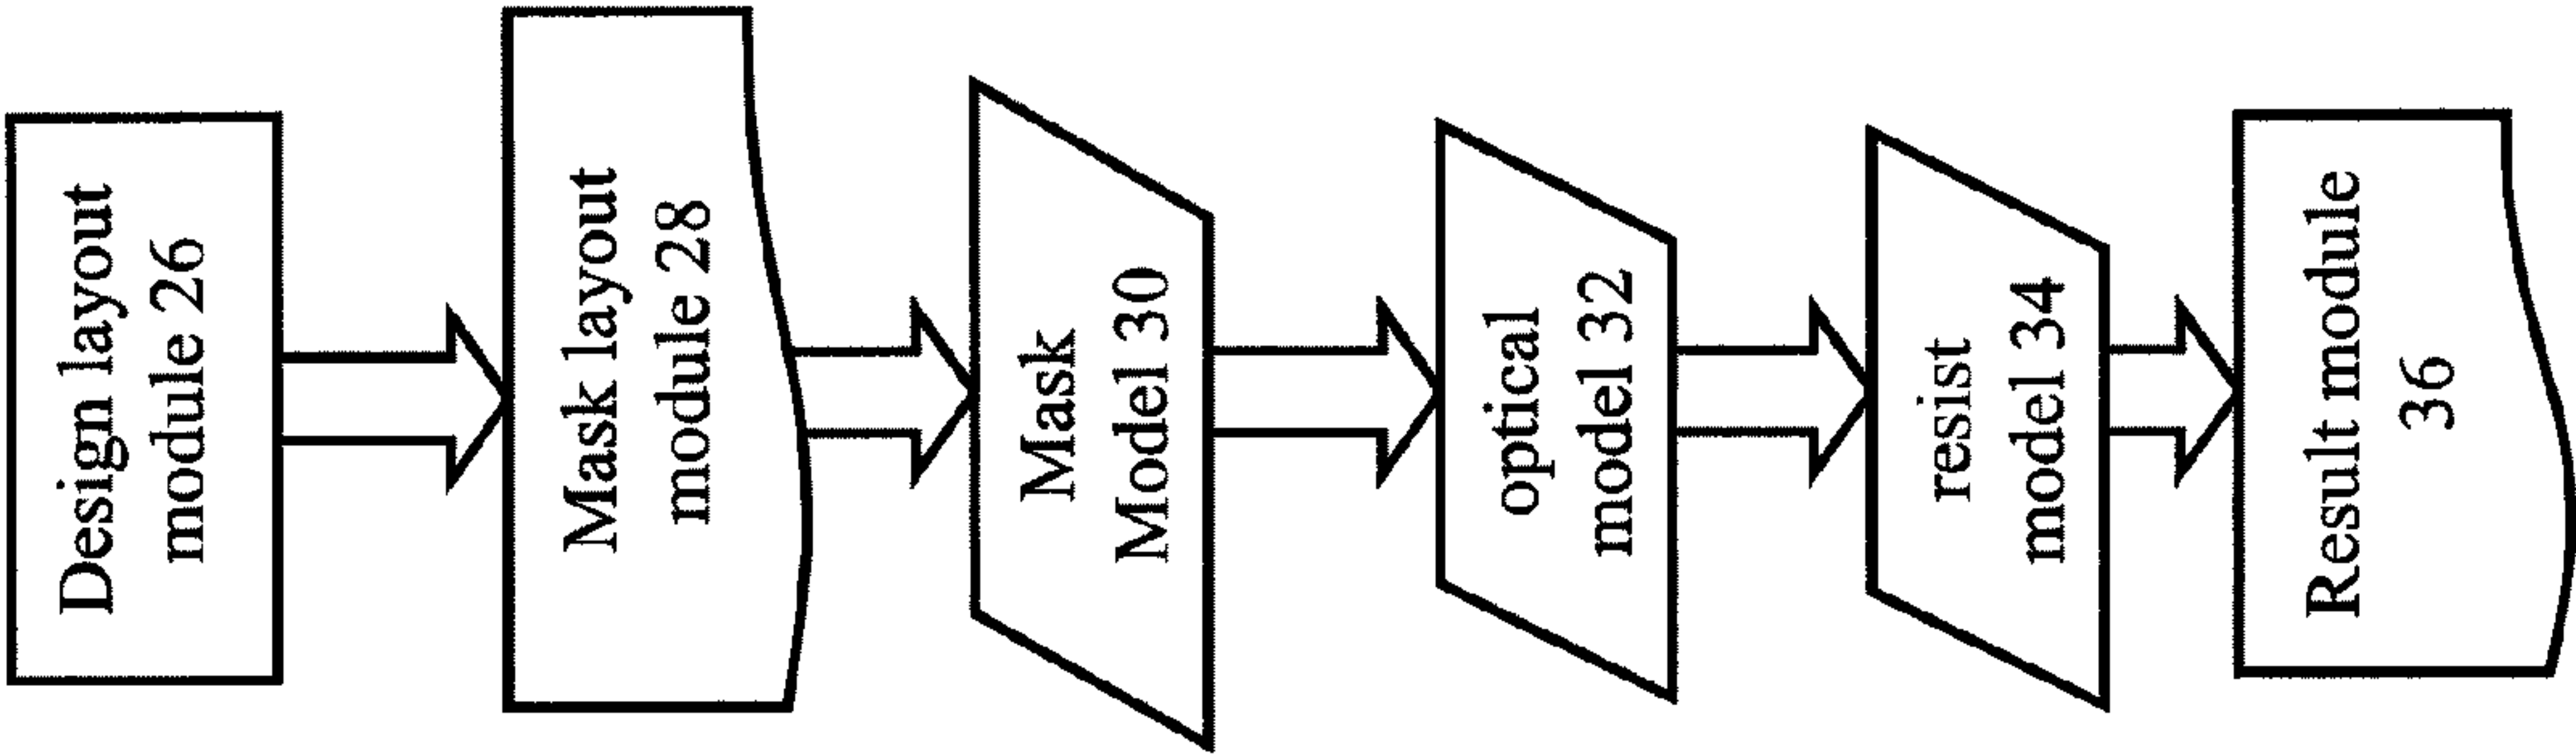 Design layout
module 26
Mask layout
module 28
Mask
Model 30
optical
model 32
resist
model 34
Result module
36